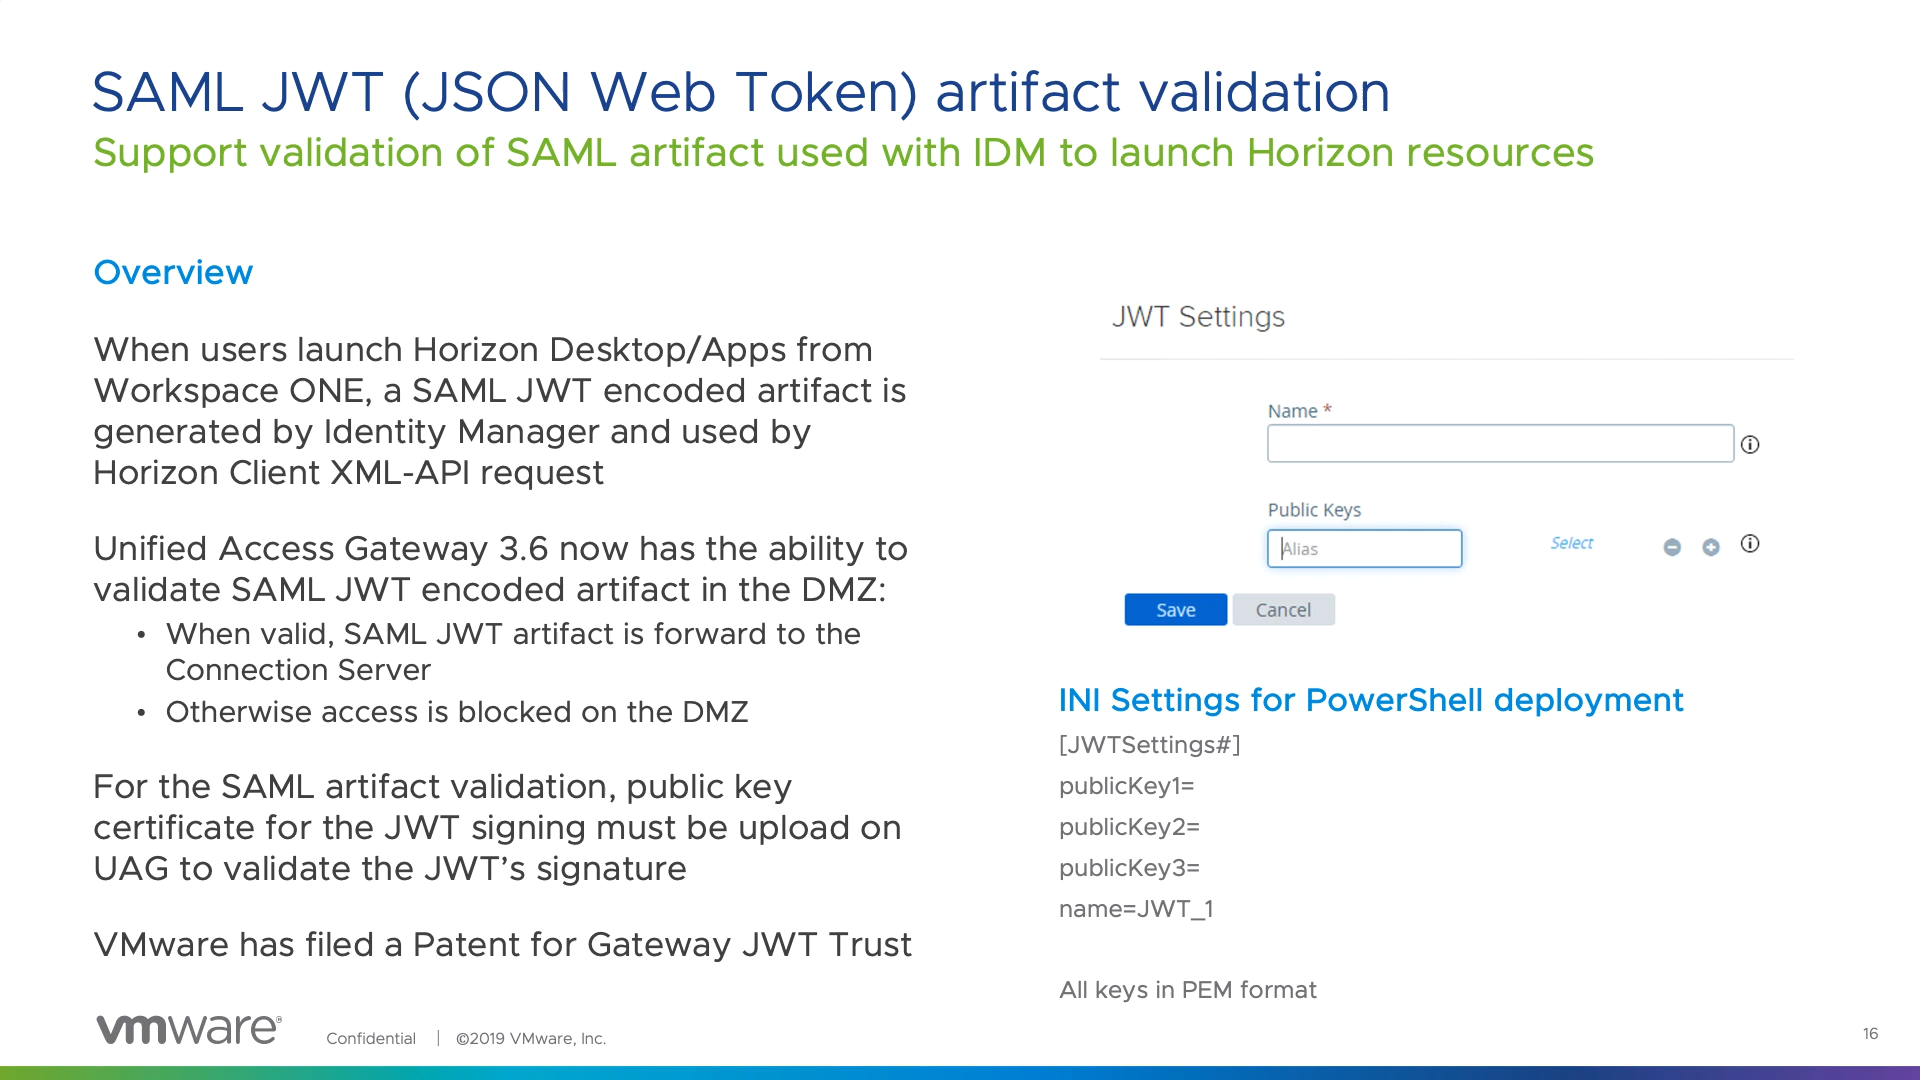 SAML JWT (JSON Web Token) artifact validation
Support validation of SAML artifact used with IDM to launch Horizon resources
Overview
When users launch Horizon Desktop/Apps from
Workspace ONE, a SAML JWT encoded artifact is
generated by Identity Manager and used by
Horizon Client XML-API request
Unified Access Gateway 3.6 now has the ability to
validate SAML JWT encoded artifact in the DMZ:
• When valid, SAML JWT artifact is forward to the
Connection Server
• Otherwise access is blocked on the DMZ
For the SAML artifact validation, public key
certificate for the JWT signing must be upload on
UAG to validate the JWT’s signature
VMware has filed a Patent for Gateway JWT Trust
JWT Settings
Name *
Public Keys
Alias
Select
Save
Cancel
INI Settings for PowerShell deployment
[JWTSettings#]
publicKey1=
publicKey2=
publicKey3=
name=JWT_1
All keys in PEM format
vmware®
Confidential | ©2019 VMware, Inc.
16